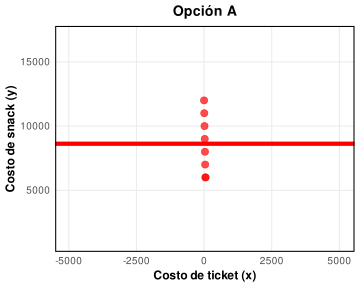 Opción A
Costo de snack (y)
15000
10000
5000
-5000 -2500 0 2500 5000
Costo de ticket (x)